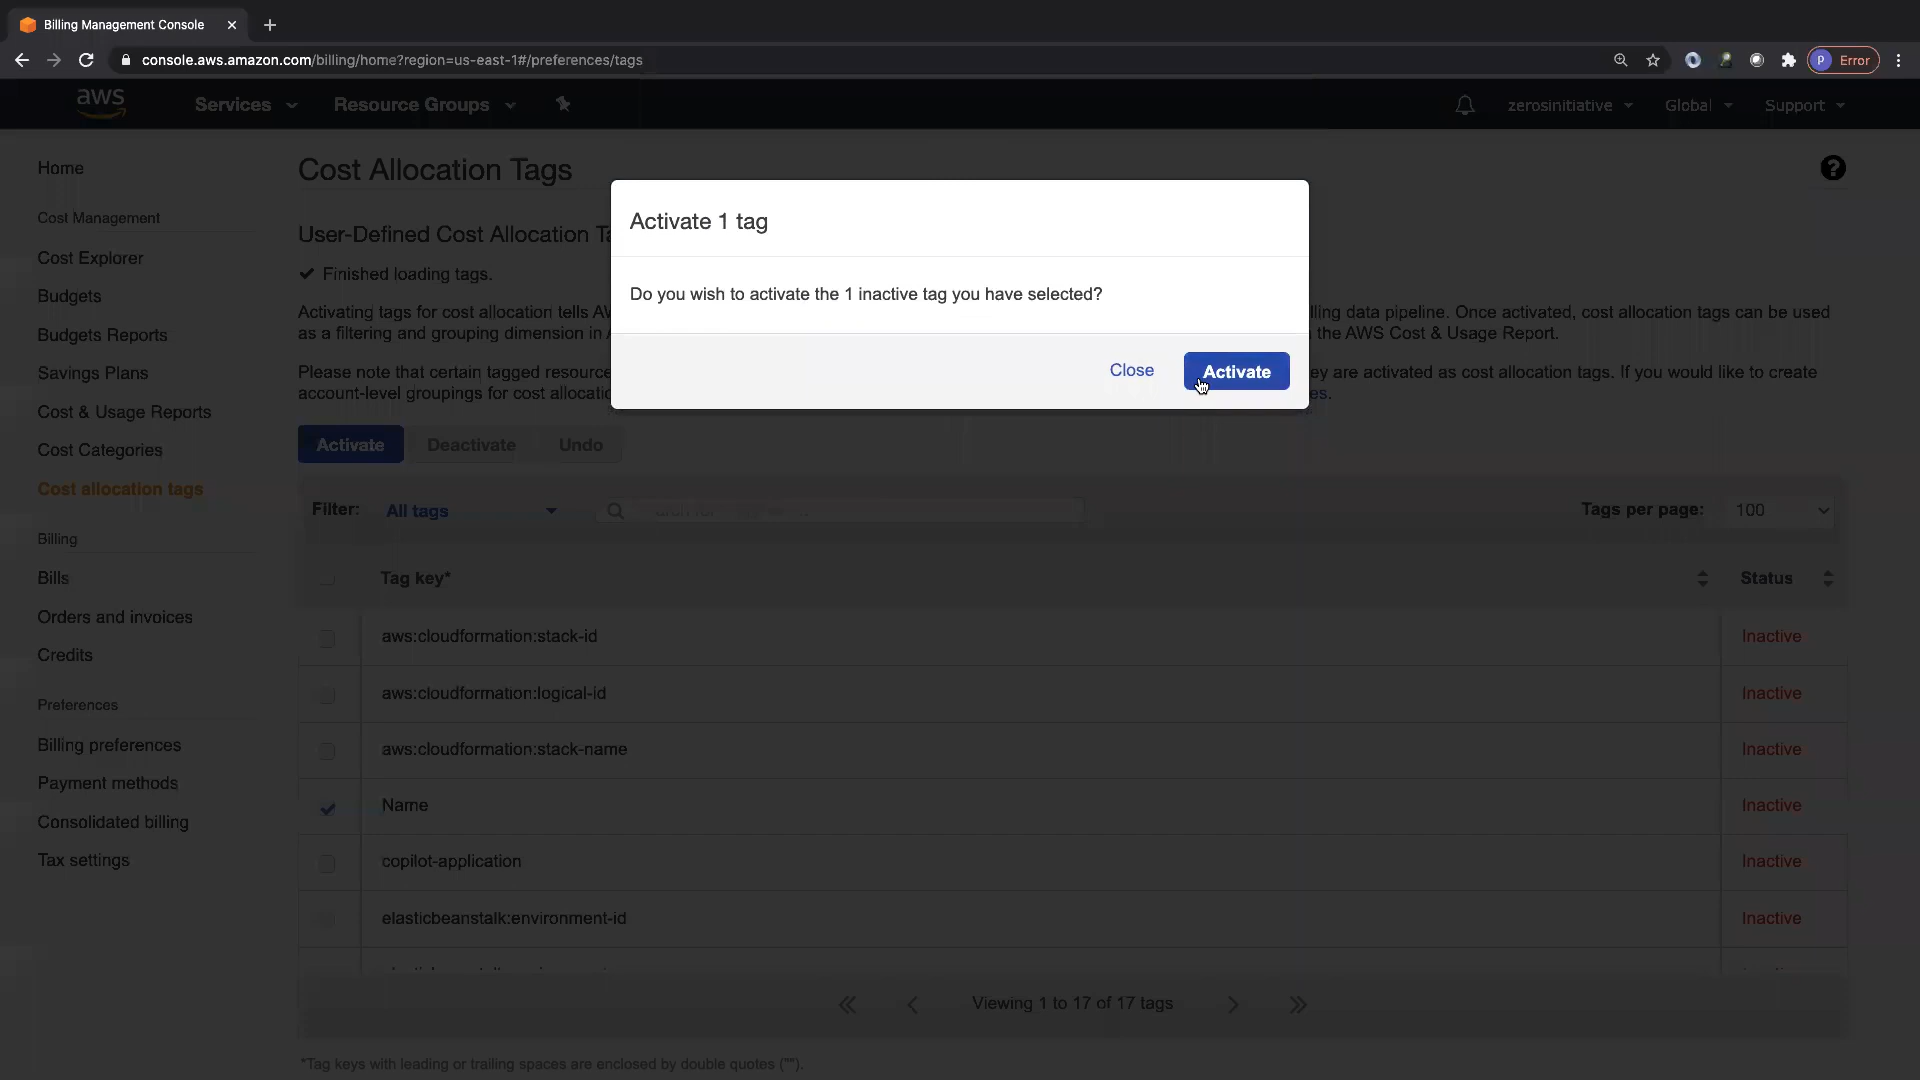 Billing Management Console
console.aws.amazon.com/billing/home?region=us-east-1#/preferences/tags
P Error
aws Services Resource Groups zerosinitiative Global Support
Home
Cost Management
Cost Explorer
Budgets
Budgets Reports
Savings Plans
Cost & Usage Reports
Cost Categories
Cost allocation tags
Billing
Bills
Orders and invoices
Credits
Preferences
Billing preferences
Payment methods
Consolidated billing
Tax settings
Cost Allocation Tags
?
User-Defined Cost Allocation
Finished loading tags.
Activating tags for cost allocation tells
lling data pipeline. Once activated, cost allocation tags can be used
as a filtering and grouping dimension in
the AWS Cost & Usage Report.
Please note that certain tagged resource
ey are activated as cost allocation tags. If you would like to create
account-level groupings for cost allocatio
es.
Activate 1 tag
Do you wish to activate the 1 inactive tag you have selected?
Close Activate
Activate Deactivate Undo
Filter: All tags
Tags per page: 100
Tag key* Status
aws:cloudformation:stack-id Inactive
aws:cloudformation:logical-id Inactive
aws:cloudformation:stack-name Inactive
Name Inactive
copilot-application Inactive
elasticbeanstalk:environment-id Inactive
Viewing 1 to 17 of 17 tags
*Tag keys with leading or trailing spaces are enclosed by double quotes ("").